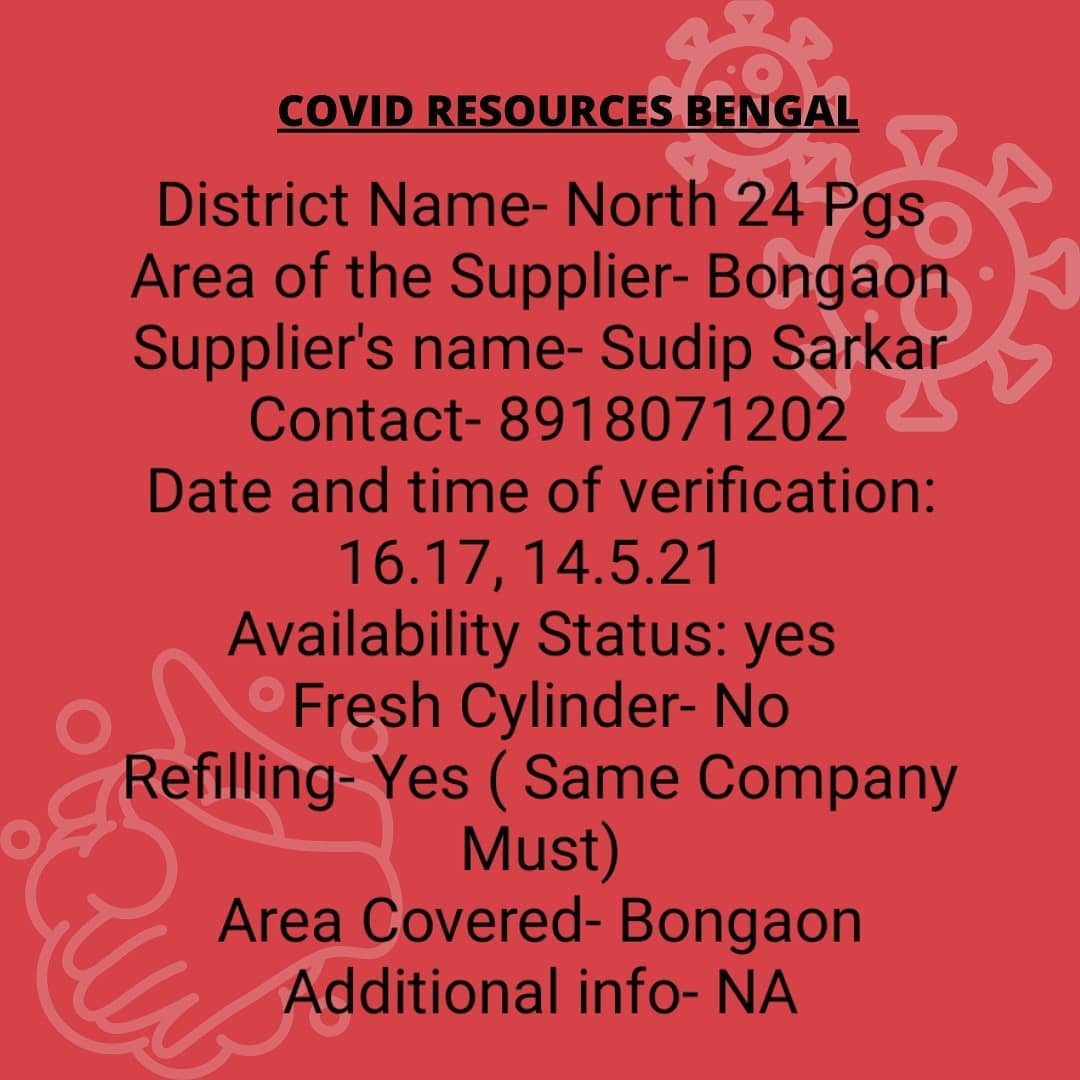 COVID RESOURCES BENGAL
District Name- North 24 Pgs
Area of the Supplier- Bongaon
Supplier's name- Sudip Sarkar
Contact- 8918071202
Date and time of verification:
16.17, 14.5.21
Availability Status: yes
Fresh Cylinder- No
Refilling- Yes ( Same Company
Must)
Area Covered- Bongaon
Additional info- NA